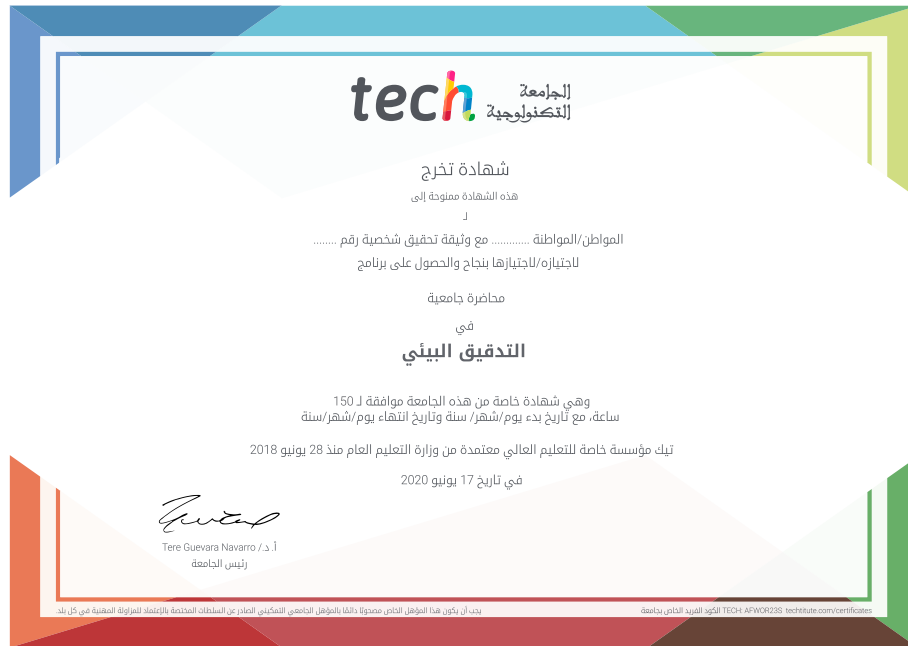 tech
الجامعة
التكنولوجية
شهادة تخرج
هذه الشهادة ممنوحة إلى
لـ
المواطن/المواطنة ............. مع وثيقة تحقيق شخصية رقم ........
لاجتيازه/لاجتيازها بنجاح والحصول على برنامج
محاضرة جامعية
في
التدقيق البيئي
وهي شهادة خاصة من هذه الجامعة موافقة لـ 150
ساعة، مع تاريخ بدء يوم/شهر/ سنة وتاريخ انتهاء يوم/شهر/سنة
تيك مؤسسة خاصة للتعليم العالي معتمدة من وزارة التعليم العام منذ 28 يونيو 2018
في تاريخ 17 يونيو 2020
أ. د./ Tere Guevara Navarro
رئيس الجامعة
يجب أن يكون هذا المؤهل الخاص مصحوبًا دائمًا بالمؤهل الجامعي التمكيني الصادر عن السلطات المختصة بالإعتماد للمزاولة المهنية في كل بلد.
الكود الفريد الخاص بجامعة TECH: AFWOR23S techtitute.com/certificates